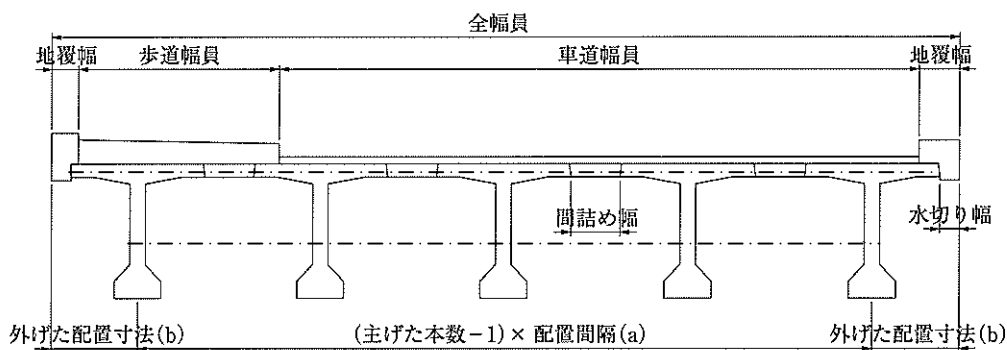 全幅員
地覆幅 歩道幅員 車道幅員 地覆幅
間詰め幅 水切り幅
外げた配置寸法(b) (主げた本数-1)×配置間隔(a) 外げた配置寸法(b)